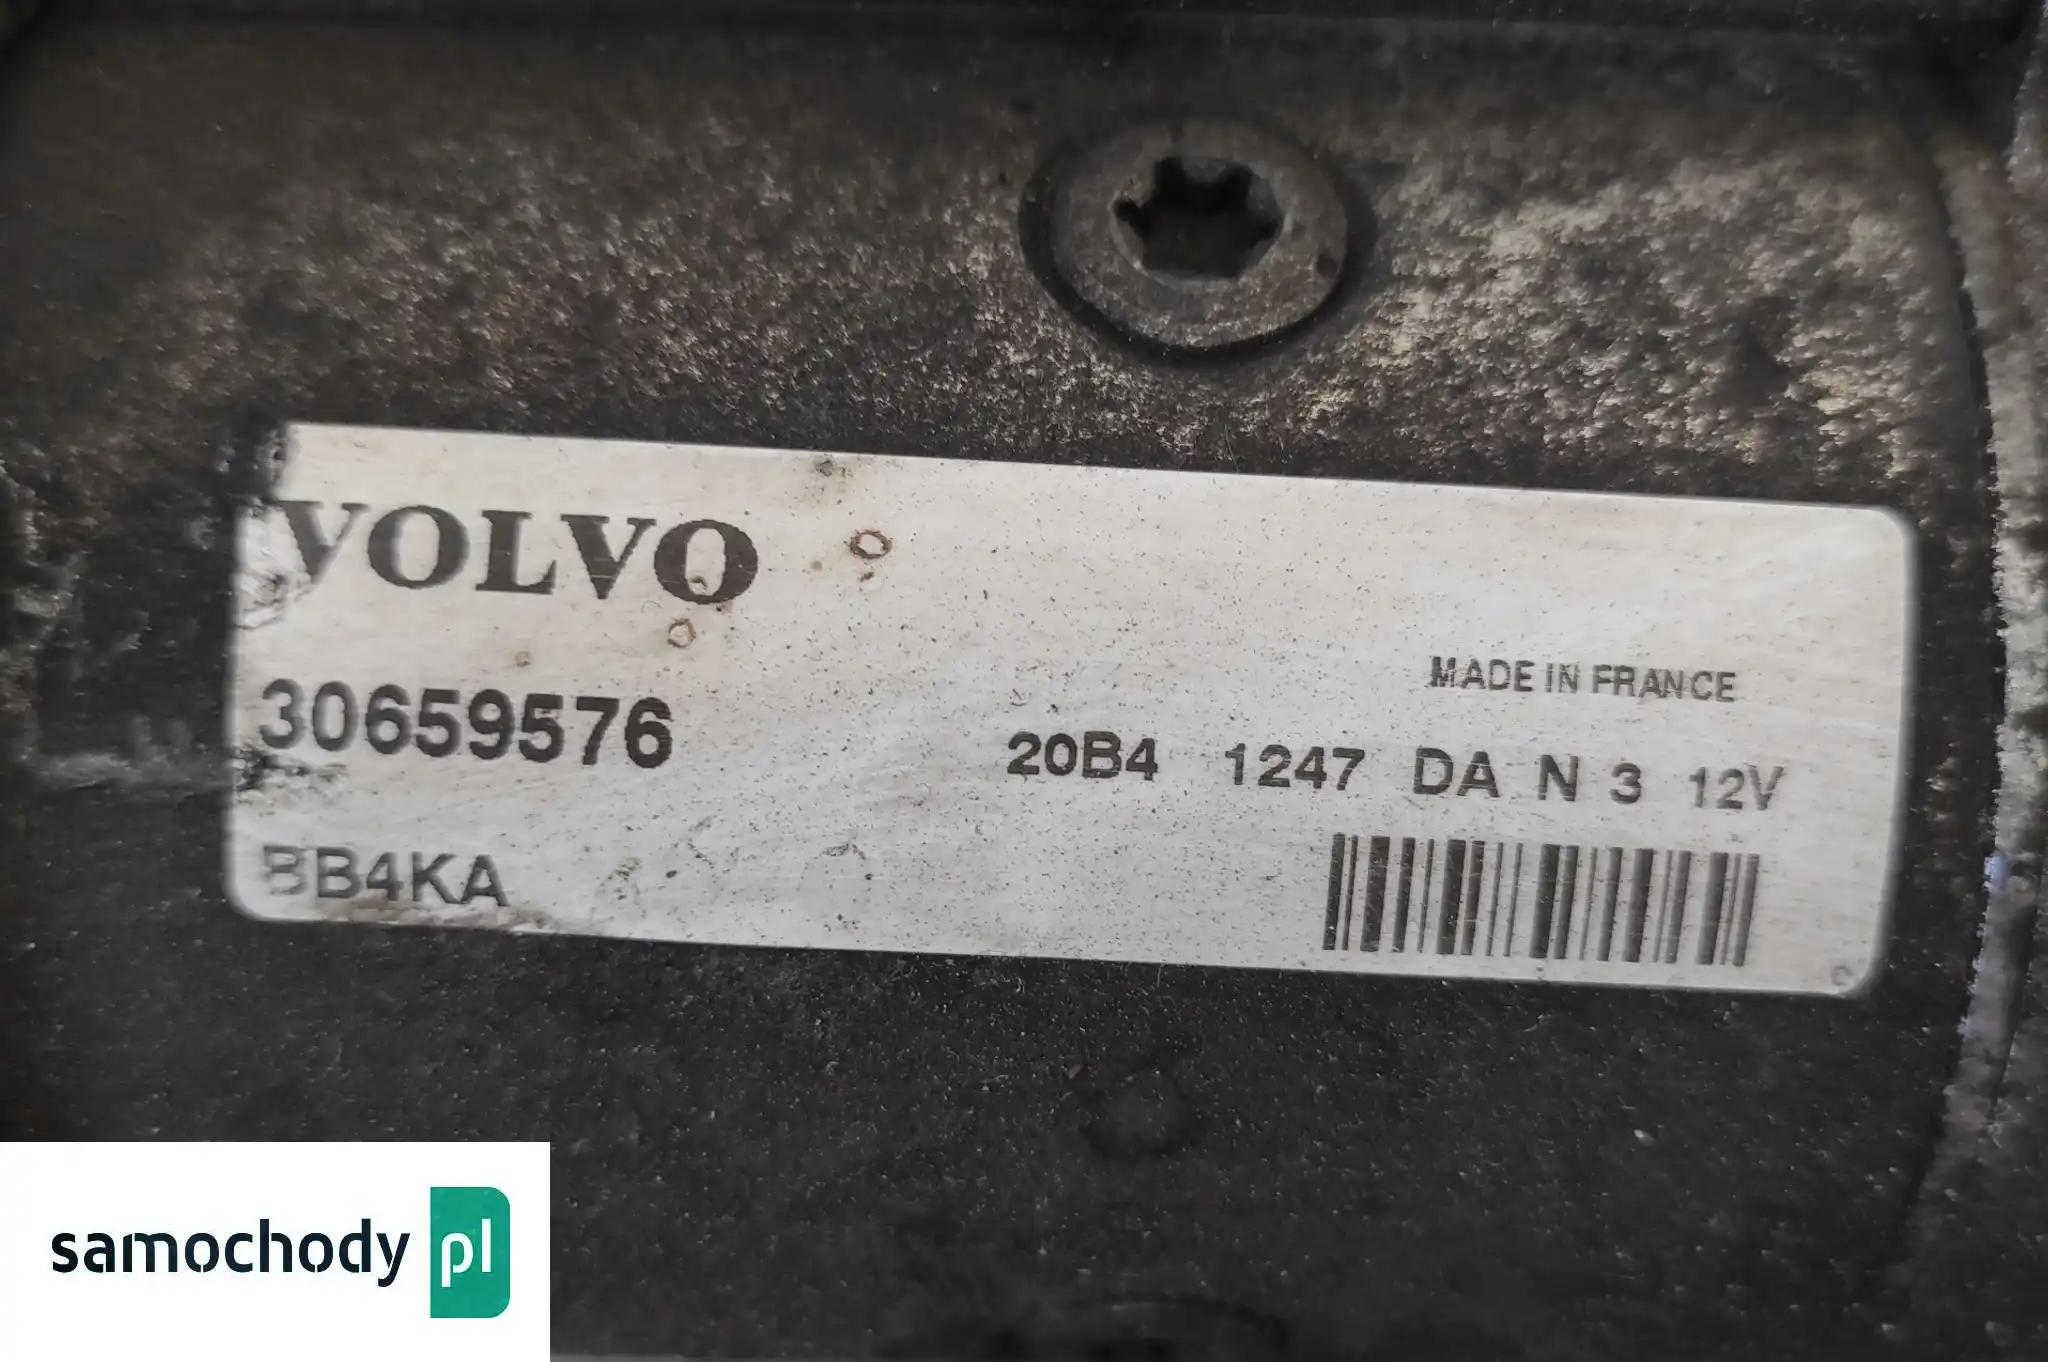 VOLVO
MADE IN FRANCE
30659576
20B4 1247 DA N 3 12V
BB4KA
samochody pl